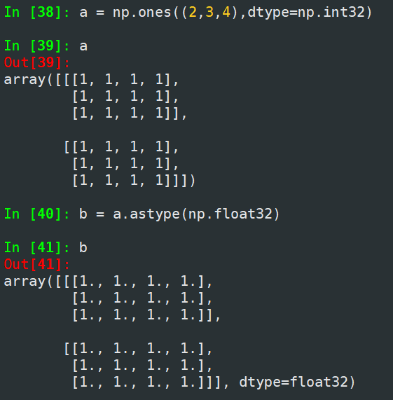 In [38]: a = np.ones((2,3,4),dtype=np.int32)
In [39]: a
Out[39]:
array([[[1, 1, 1, 1],
        [1, 1, 1, 1],
        [1, 1, 1, 1]],
       [[1, 1, 1, 1],
        [1, 1, 1, 1],
        [1, 1, 1, 1]]])
In [40]: b = a.astype(np.float32)
In [41]: b
Out[41]:
array([[[1., 1., 1., 1.],
        [1., 1., 1., 1.],
        [1., 1., 1., 1.]],
       [[1., 1., 1., 1.],
        [1., 1., 1., 1.],
        [1., 1., 1., 1.]]], dtype=float32)